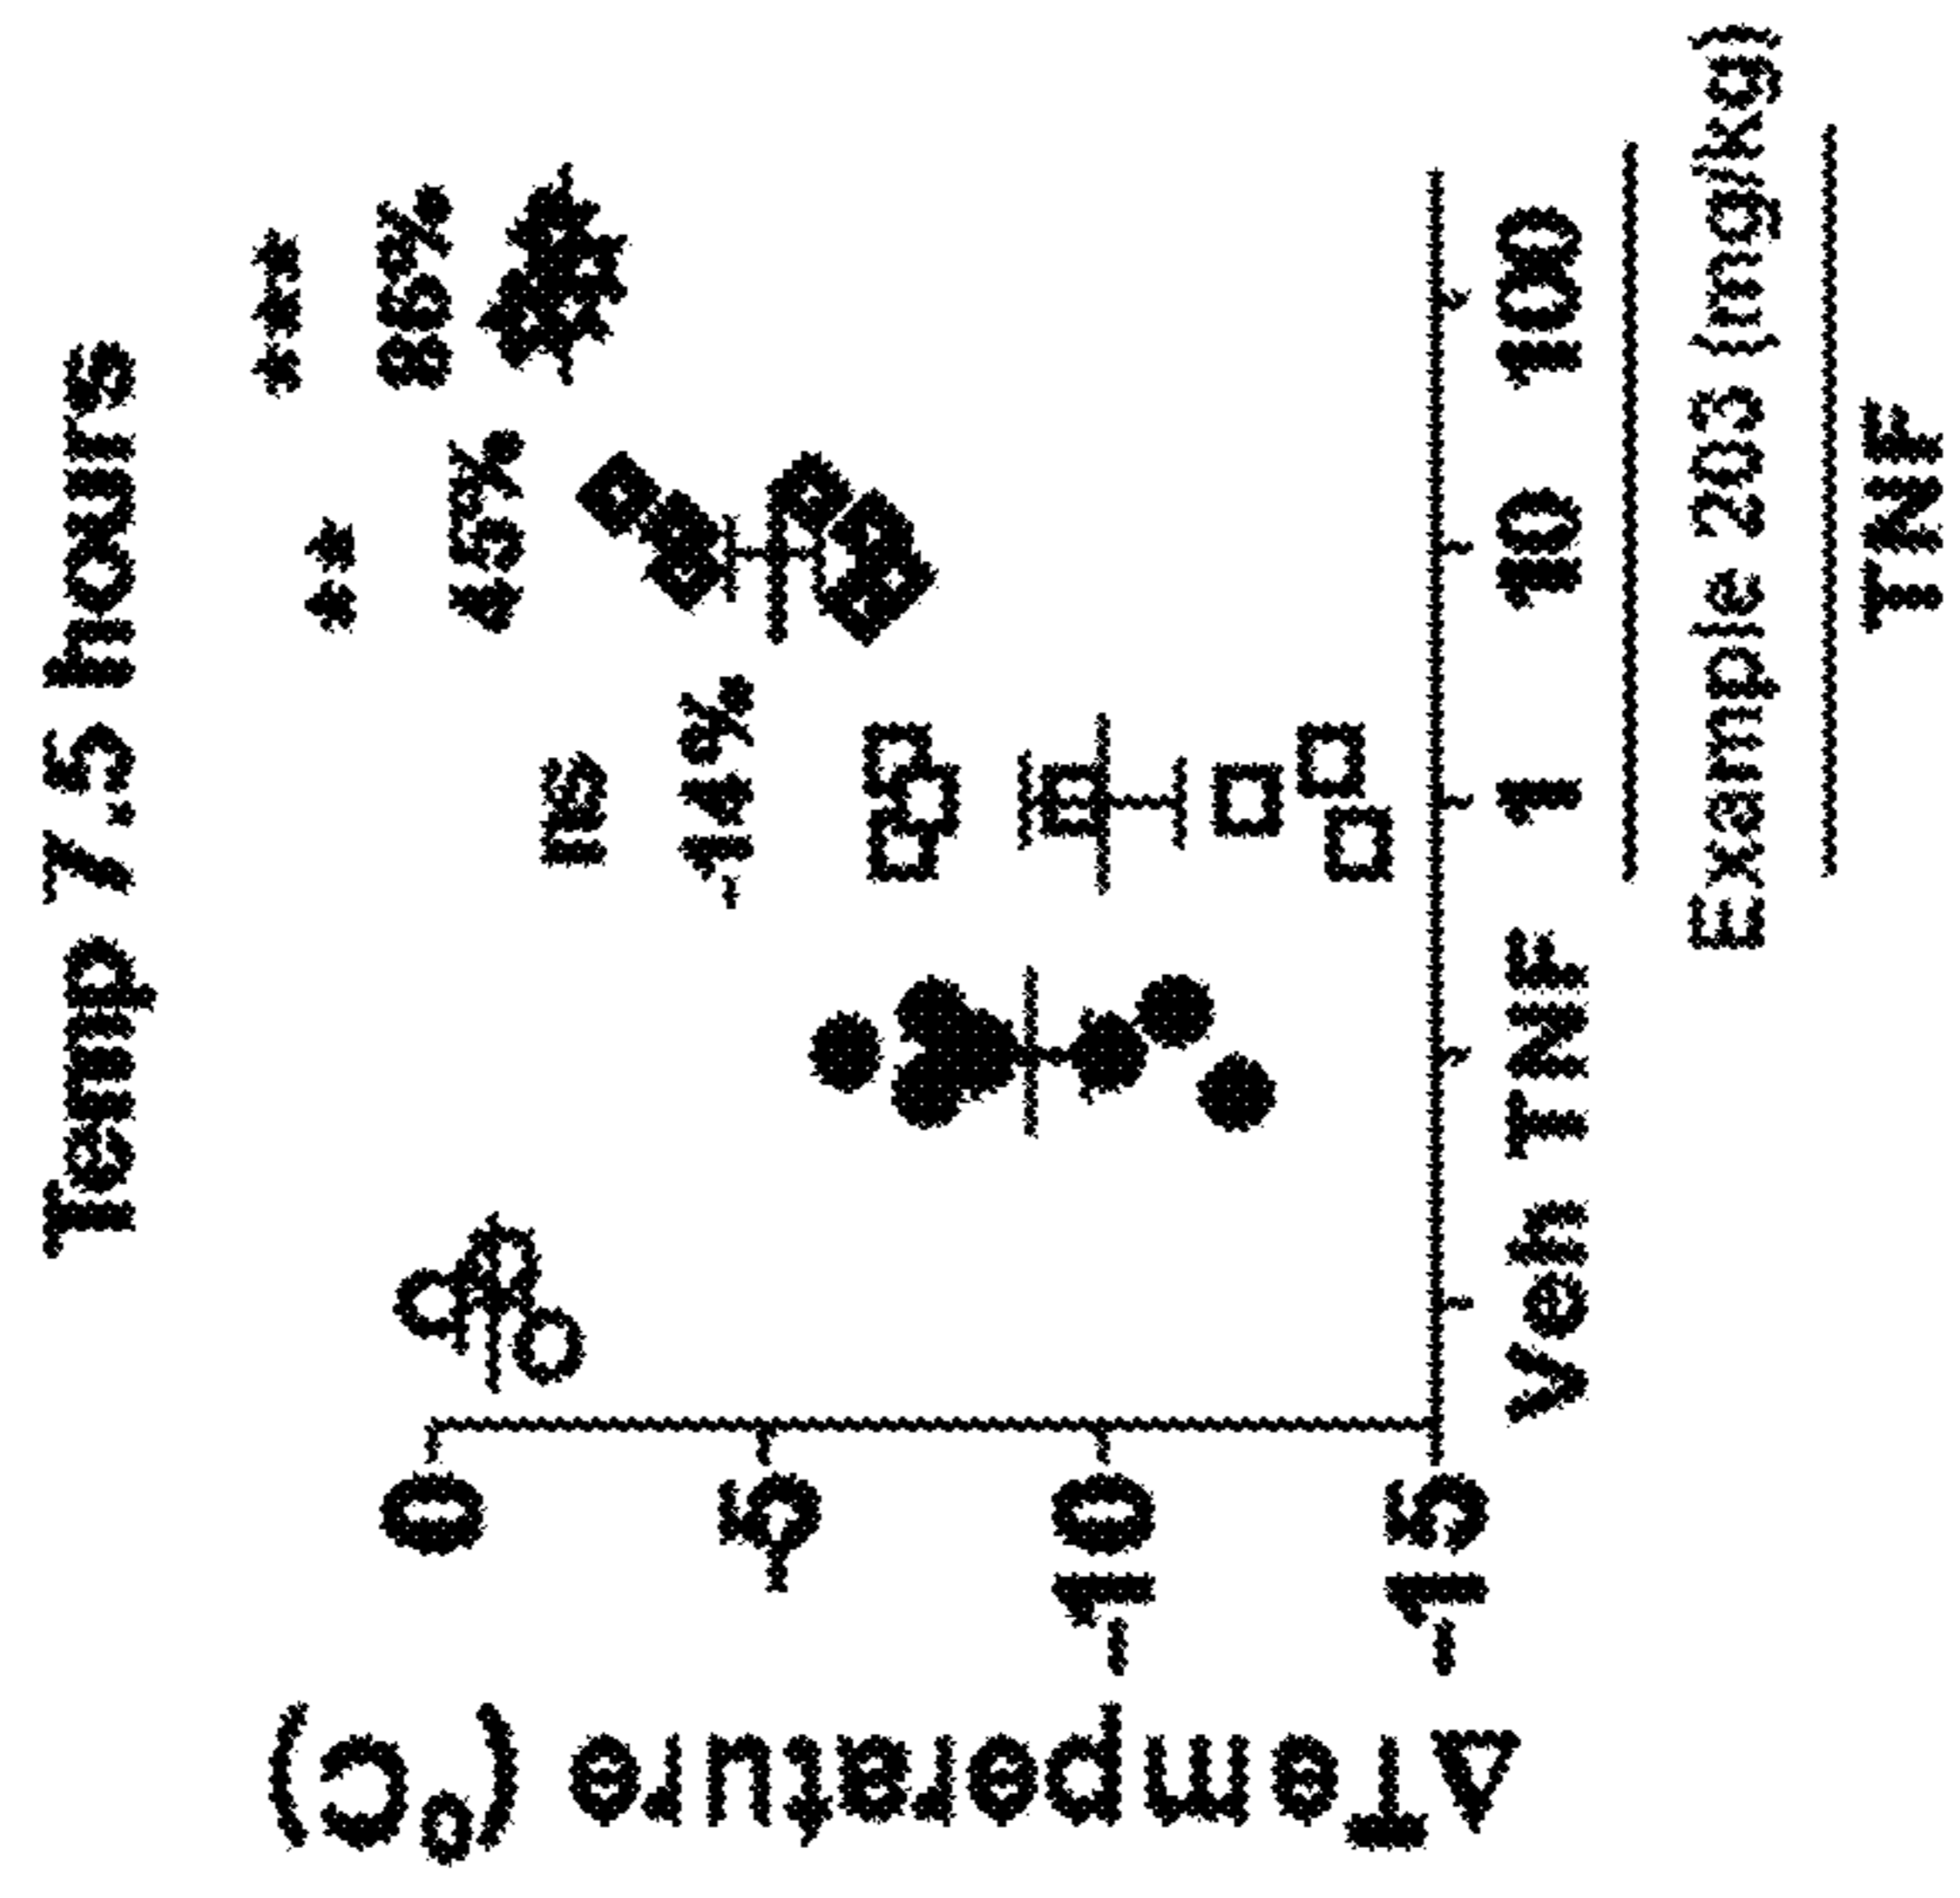 Temp 7.5 hours
***
**
86%
45%
ns
-14%
0
-5
-10
-15
ΔTemperature (°C)
Veh TNF 1 10 100
Example 203 (mg/kg)
TNF